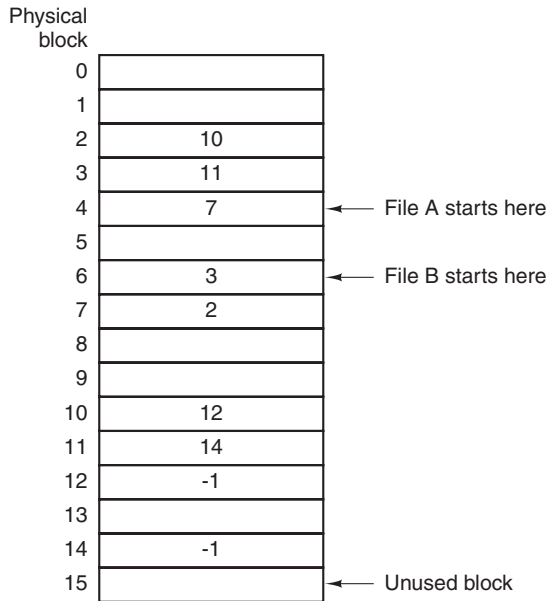 Physical
block
0
1
2 10
3 11
4 7 File A starts here
5
6 3 File B starts here
7 2
8
9
10 12
11 14
12 -1
13
14 -1
15 Unused block